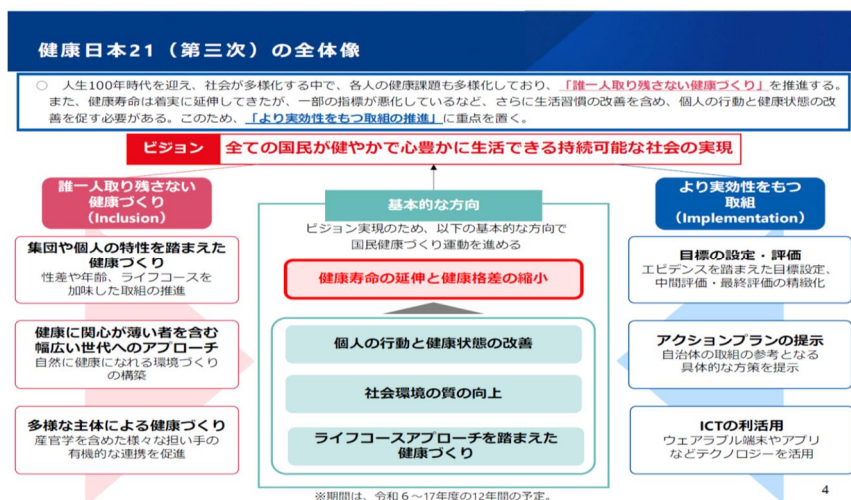 健康日本21（第三次）の全体像
○ 人生100年時代を迎え、社会が多様化する中で、各人の健康課題も多様化しており、「誰一人取り残さない健康づくり」を推進する。
また、健康寿命は着実に延伸してきたが、一部の指標が悪化しているなど、さらに生活習慣の改善を含め、個人の行動と健康状態の改
善を促す必要がある。このため、「より実効性をもつ取組の推進」に重点を置く。
ビジョン 全ての国民が健やかで心豊かに生活できる持続可能な社会の実現
誰一人取り残さない
健康づくり
（Inclusion）
集団や個人の特性を踏まえた
健康づくり
性差や年齢、ライフコースを
加味した取組の推進
健康に関心が薄い者を含む
幅広い世代へのアプローチ
自然に健康になれる環境づくり
の構築
多様な主体による健康づくり
産官学を含めた様々な担い手の
有機的な連携を促進
基本的な方向
ビジョン実現のため、以下の基本的な方向で
国民健康づくり運動を進める
健康寿命の延伸と健康格差の縮小
個人の行動と健康状態の改善
社会環境の質の向上
ライフコースアプローチを踏まえた
健康づくり
※期間は、令和６～17年度の12年間の予定。
より実効性をもつ
取組
（Implementation）
目標の設定・評価
エビデンスを踏まえた目標設定、
中間評価・最終評価の精緻化
アクションプランの提示
自治体の取組の参考となる
具体的な方策を提示
ICTの利活用
ウェアラブル端末やアプリ
などテクノロジーを活用
4